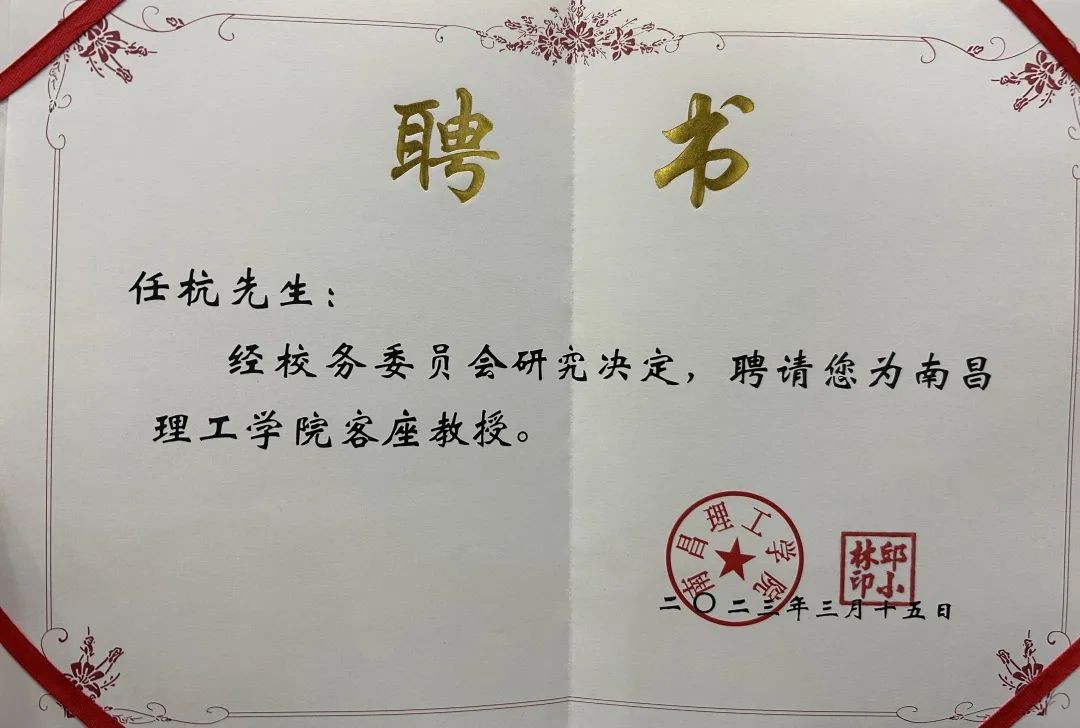 聘书
任杭先生：
经校务委员会研究决定，聘请您为南昌
理工学院客座教授。
南昌理工学院
邱小林印
二〇二三年三月十五日